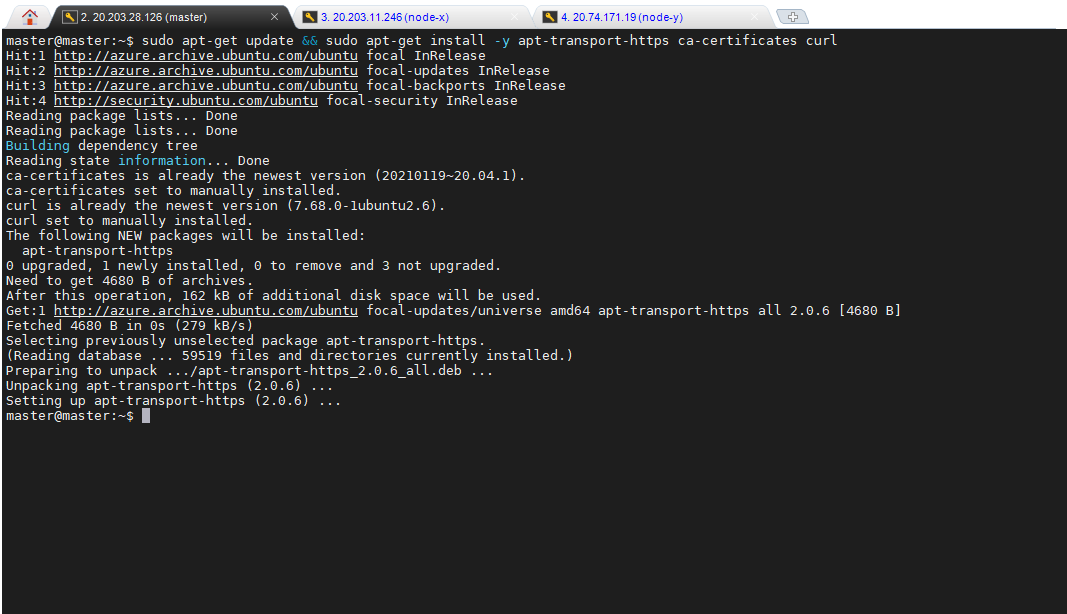 2. 20.203.28.126 (master)
3. 20.203.11.246 (node-x)
4. 20.74.171.19 (node-y)
master@master:~$ sudo apt-get update && sudo apt-get install -y apt-transport-https ca-certificates curl
Hit:1 http://azure.archive.ubuntu.com/ubuntu focal InRelease
Hit:2 http://azure.archive.ubuntu.com/ubuntu focal-updates InRelease
Hit:3 http://azure.archive.ubuntu.com/ubuntu focal-backports InRelease
Hit:4 http://security.ubuntu.com/ubuntu focal-security InRelease
Reading package lists... Done
Reading package lists... Done
Building dependency tree
Reading state information... Done
ca-certificates is already the newest version (20210119~20.04.1).
ca-certificates set to manually installed.
curl is already the newest version (7.68.0-1ubuntu2.6).
curl set to manually installed.
The following NEW packages will be installed:
  apt-transport-https
0 upgraded, 1 newly installed, 0 to remove and 3 not upgraded.
Need to get 4680 B of archives.
After this operation, 162 kB of additional disk space will be used.
Get:1 http://azure.archive.ubuntu.com/ubuntu focal-updates/universe amd64 apt-transport-https all 2.0.6 [4680 B]
Fetched 4680 B in 0s (279 kB/s)
Selecting previously unselected package apt-transport-https.
(Reading database ... 59519 files and directories currently installed.)
Preparing to unpack .../apt-transport-https_2.0.6_all.deb ...
Unpacking apt-transport-https (2.0.6) ...
Setting up apt-transport-https (2.0.6) ...
master@master:~$